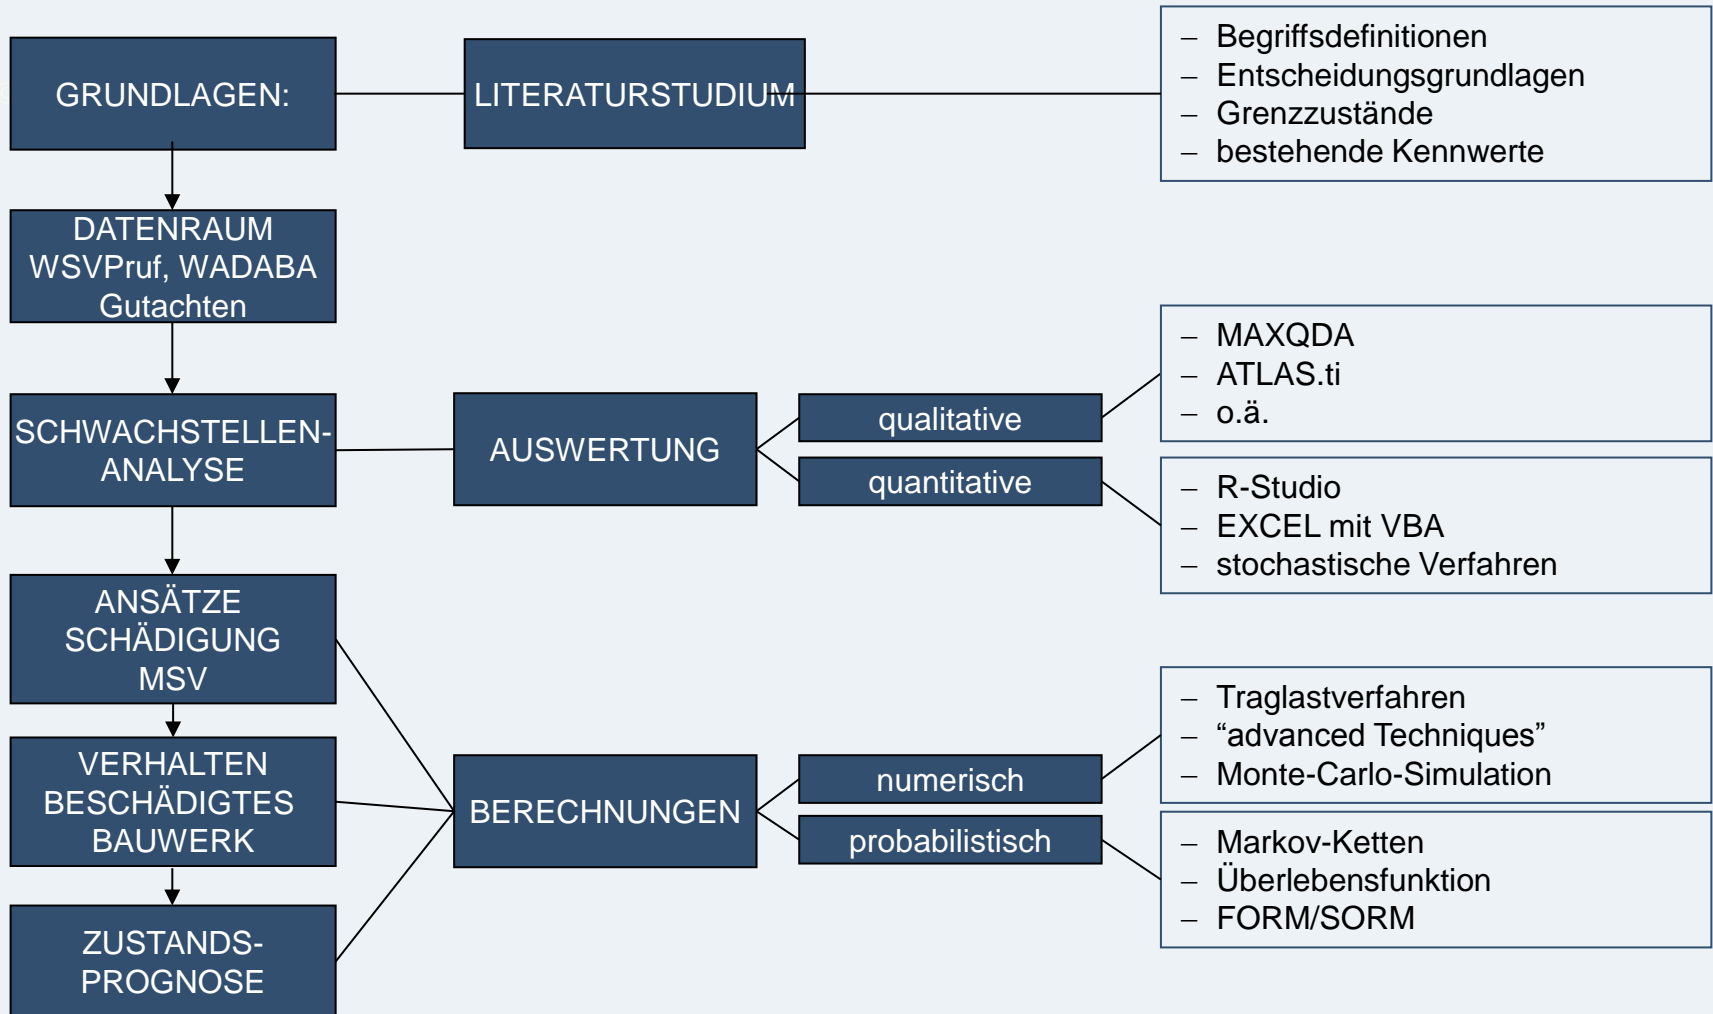 GRUNDLAGEN:
LITERATURSTUDIUM
– Begriffsdefinitionen
– Entscheidungsgrundlagen
– Grenzzustände
– bestehende Kennwerte
DATENRAUM
WSVPruf, WADABA
Gutachten
SCHWACHSTELLEN-
ANALYSE
AUSWERTUNG
qualitative
– MAXQDA
– ATLAS.ti
– o.ä.
quantitative
– R-Studio
– EXCEL mit VBA
– stochastische Verfahren
ANSÄTZE
SCHÄDIGUNG
MSV
VERHALTEN
BESCHÄDIGTES
BAUWERK
ZUSTANDS-
PROGNOSE
BERECHNUNGEN
numerisch
– Traglastverfahren
– “advanced Techniques”
– Monte-Carlo-Simulation
probabilistisch
– Markov-Ketten
– Überlebensfunktion
– FORM/SORM